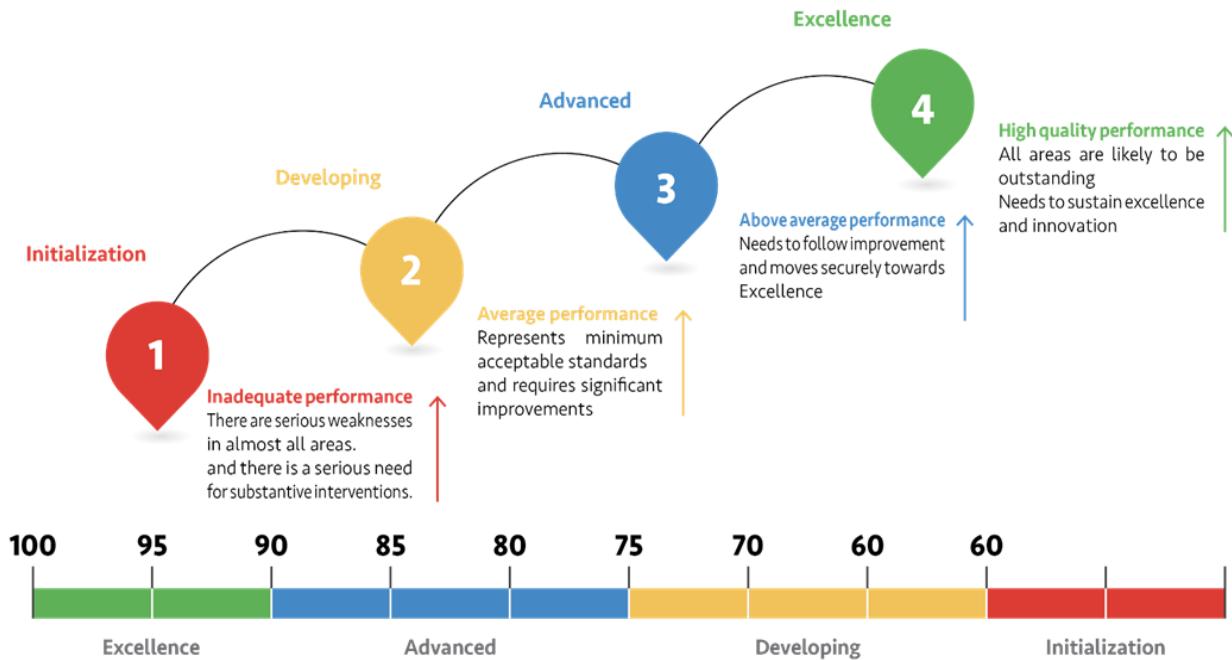 Excellence
4
High quality performance
All areas are likely to be
outstanding
Needs to sustain excellence
and innovation
Advanced
3
Above average performance
Needs to follow improvement
and moves securely towards
Excellence
Developing
2
Average performance
Represents minimum
acceptable standards
and requires significant
improvements
Initialization
1
Inadequate performance
There are serious weaknesses
in almost all areas.
and there is a serious need
for substantive interventions.
100 95 90 85 80 75 70 60 60
Excellence Advanced Developing Initialization